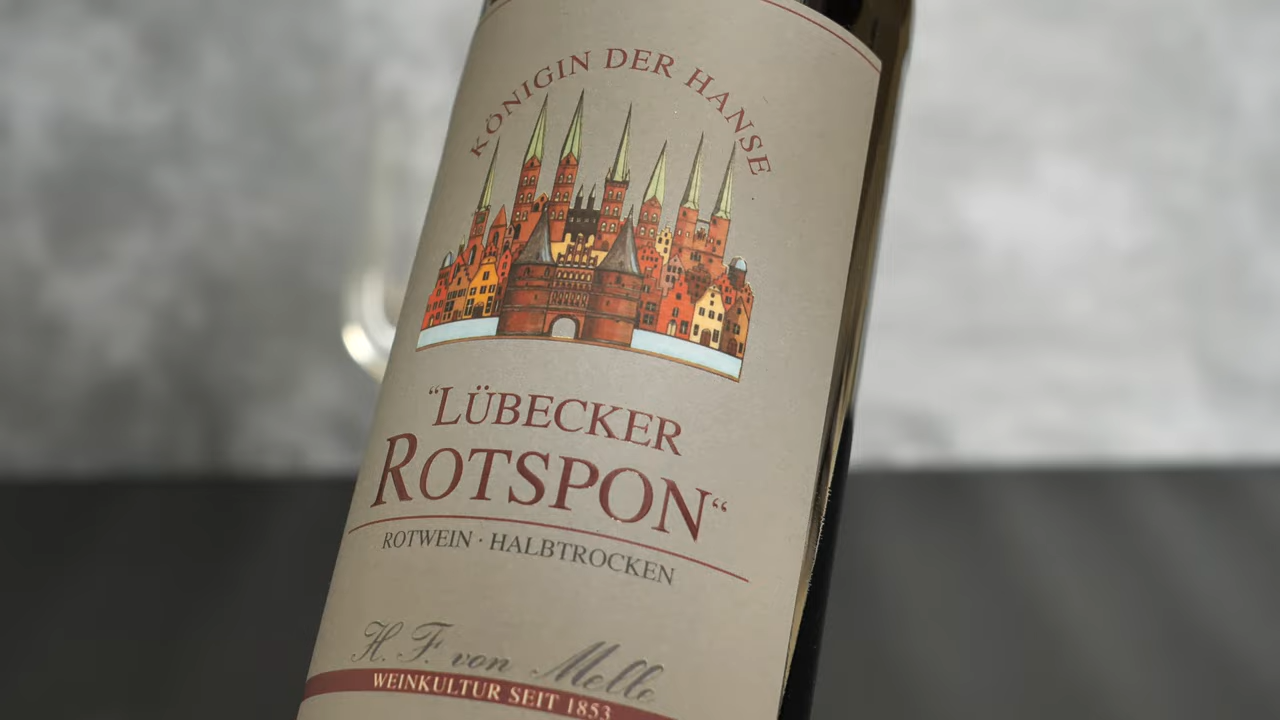 KÖNIGIN DER HANSE
“LÜBECKER
ROTSPON“
ROTWEIN · HALBTROCKEN
H. F. von Melle
WEINKULTUR SEIT 1853